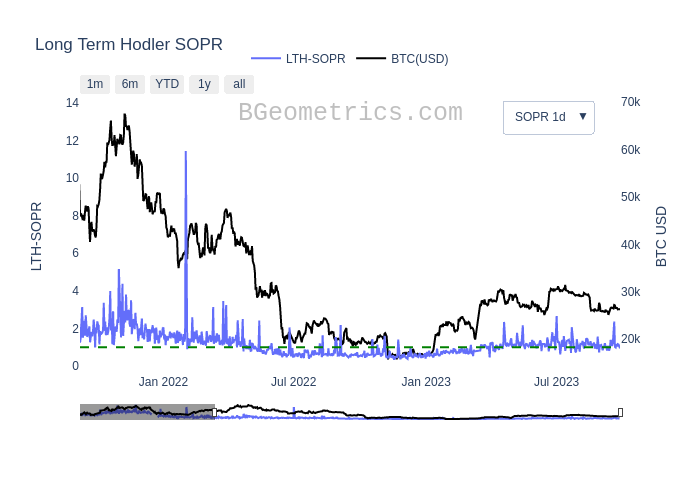 Long Term Hodler SOPR
LTH-SOPR
BTC(USD)
1m
6m
YTD
1y
all
BGeometrics.com
SOPR 1d ▼
14
12
10
8
6
4
2
0
LTH-SOPR
70k
60k
50k
40k
30k
20k
BTC USD
Jan 2022
Jul 2022
Jan 2023
Jul 2023